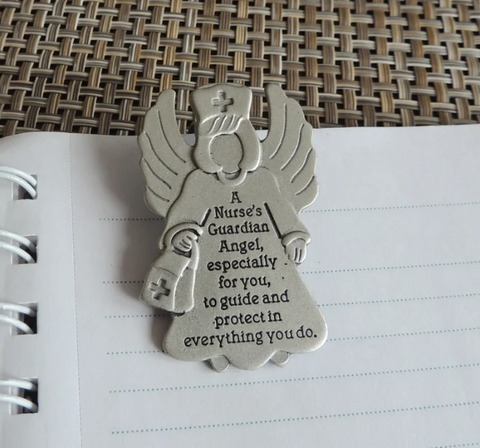 A
Nurse's
Guardian
Angel,
especially
for you,
to guide and
protect in
everything you do.